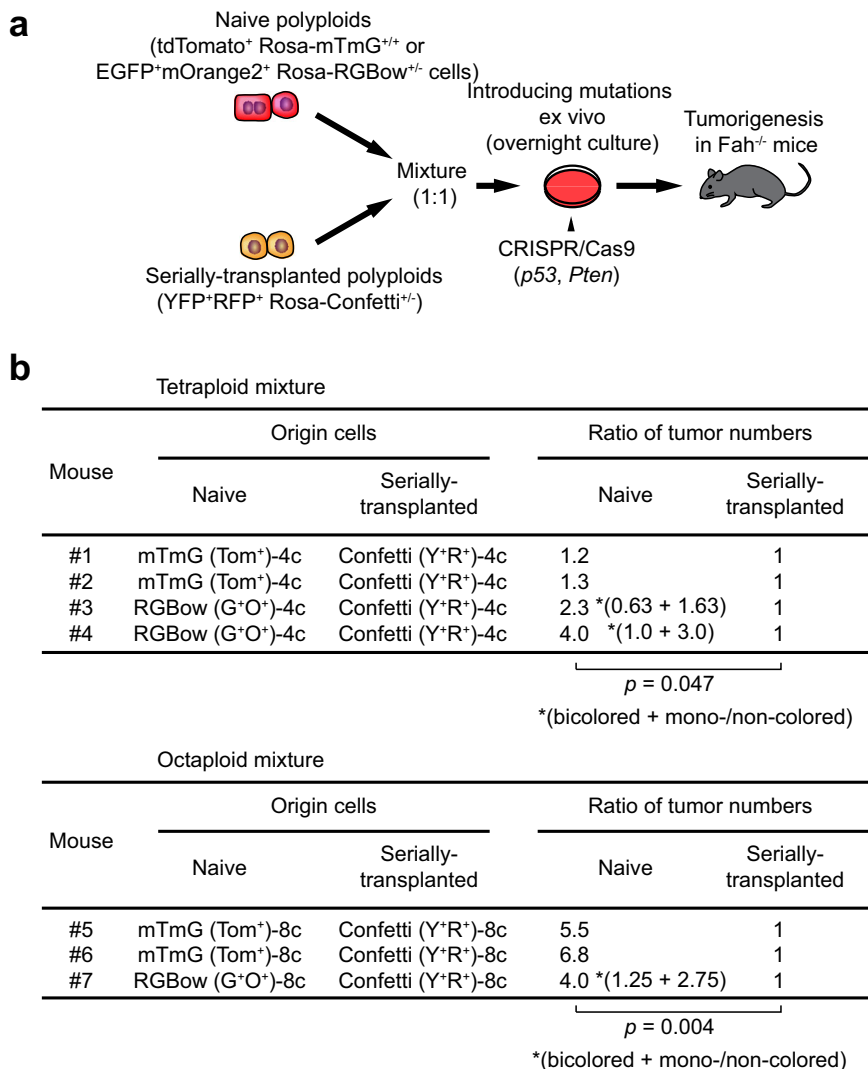 a
Naive polyploids
(tdTomato⁺ Rosa-mTmG⁺/⁺ or
EGFP⁺mOrange2⁺ Rosa-RGBow⁺/⁻ cells)
Mixture
(1:1)
Serially-transplanted polyploids
(YFP⁺RFP⁺ Rosa-Confetti⁺/⁻)
Introducing mutations
ex vivo
(overnight culture)
CRISPR/Cas9
(p53, Pten)
Tumorigenesis
in Fah⁻/⁻ mice
b
Tetraploid mixture
Mouse Origin cells Ratio of tumor numbers
Naive Serially-transplanted Naive Serially-transplanted
#1 mTmG (Tom⁺)-4c Confetti (Y⁺R⁺)-4c 1.2 1
#2 mTmG (Tom⁺)-4c Confetti (Y⁺R⁺)-4c 1.3 1
#3 RGBow (G⁺O⁺)-4c Confetti (Y⁺R⁺)-4c 2.3 *(0.63 + 1.63) 1
#4 RGBow (G⁺O⁺)-4c Confetti (Y⁺R⁺)-4c 4.0 *(1.0 + 3.0) 1
p = 0.047
*(bicolored + mono-/non-colored)
Octaploid mixture
Mouse Origin cells Ratio of tumor numbers
Naive Serially-transplanted Naive Serially-transplanted
#5 mTmG (Tom⁺)-8c Confetti (Y⁺R⁺)-8c 5.5 1
#6 mTmG (Tom⁺)-8c Confetti (Y⁺R⁺)-8c 6.8 1
#7 RGBow (G⁺O⁺)-8c Confetti (Y⁺R⁺)-8c 4.0 *(1.25 + 2.75) 1
p = 0.004
*(bicolored + mono-/non-colored)